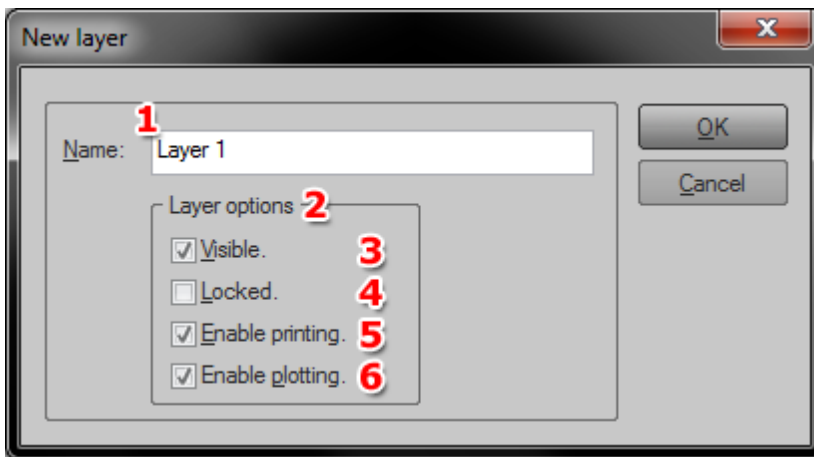 New layer
x
1
Name: Layer 1
OK
Cancel
Layer options 2
Visible. 3
Locked. 4
Enable printing. 5
Enable plotting. 6